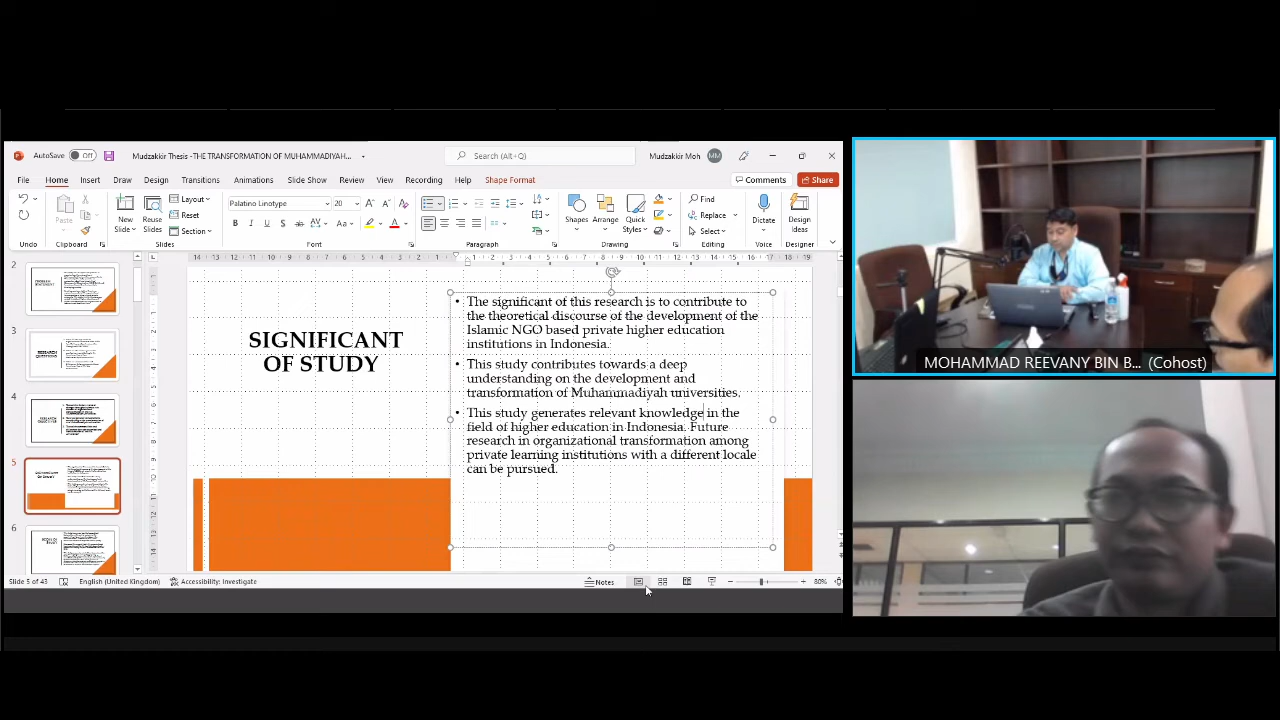 AutoSave Off Mudzakkir Thesis -THE TRANSFORMATION OF MUHAMMADIYAH... Search (Alt+Q) Mudzakkir Moh MM
File Home Insert Draw Design Transitions Animations Slide Show Review View Recording Help Shape Format Comments Share
Paste New Slide Reuse Slides Layout Reset Section Palatino Linotype 20 Shapes Arrange Quick Styles Find Replace Select Dictate Design Ideas
Undo Clipboard Slides Font Paragraph Drawing Editing Voice Designer
2
3
4
5
6
SIGNIFICANT
OF STUDY
• The significant of this research is to contribute to
the theoretical discourse of the development of the
Islamic NGO based private higher education
institutions in Indonesia.
• This study contributes towards a deep
understanding on the development and
transformation of Muhammadiyah universities.
• This study generates relevant knowledge in the
field of higher education in Indonesia. Future
research in organizational transformation among
private learning institutions with a different locale
can be pursued.
Slide 5 of 43 English (United Kingdom) Accessibility: Investigate Notes 80%
MOHAMMAD REEVANY BIN B... (Cohost)